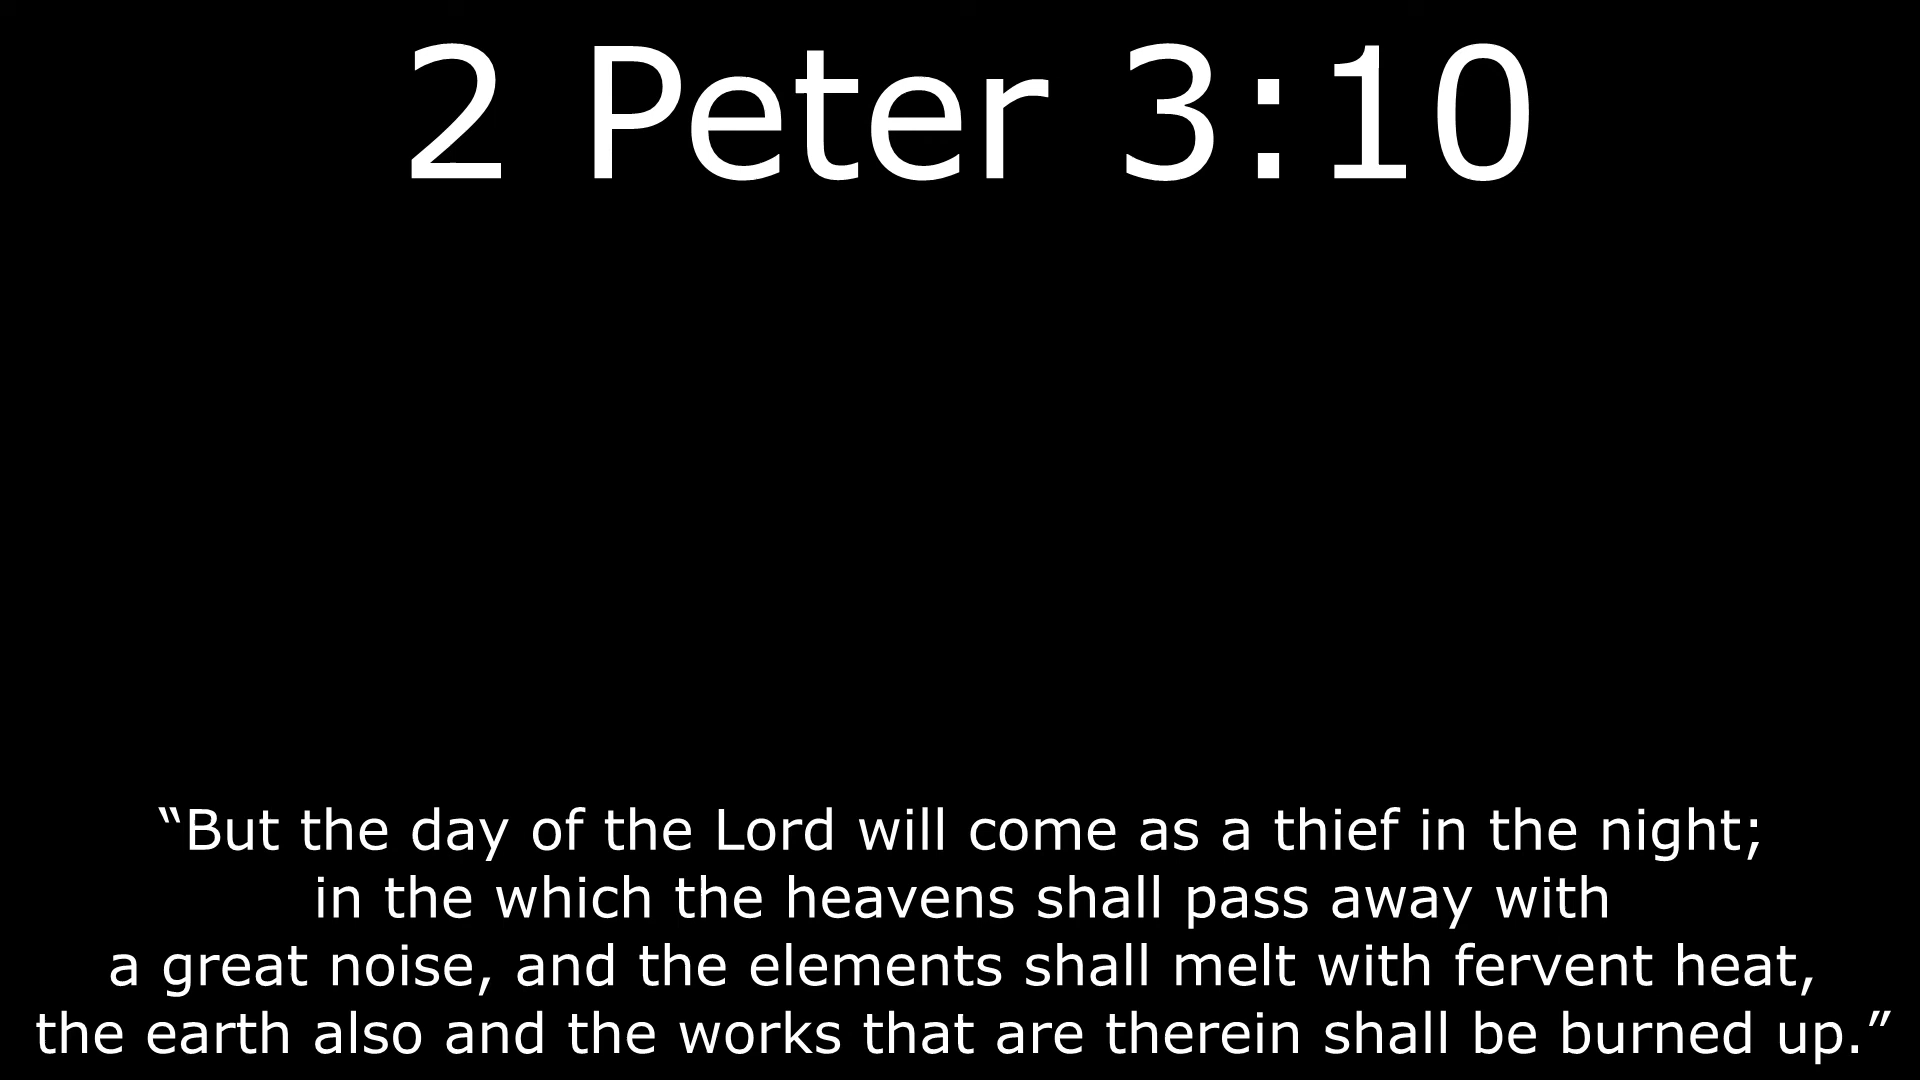 2 Peter 3:10
“But the day of the Lord will come as a thief in the night;
in the which the heavens shall pass away with
a great noise, and the elements shall melt with fervent heat,
the earth also and the works that are therein shall be burned up.”